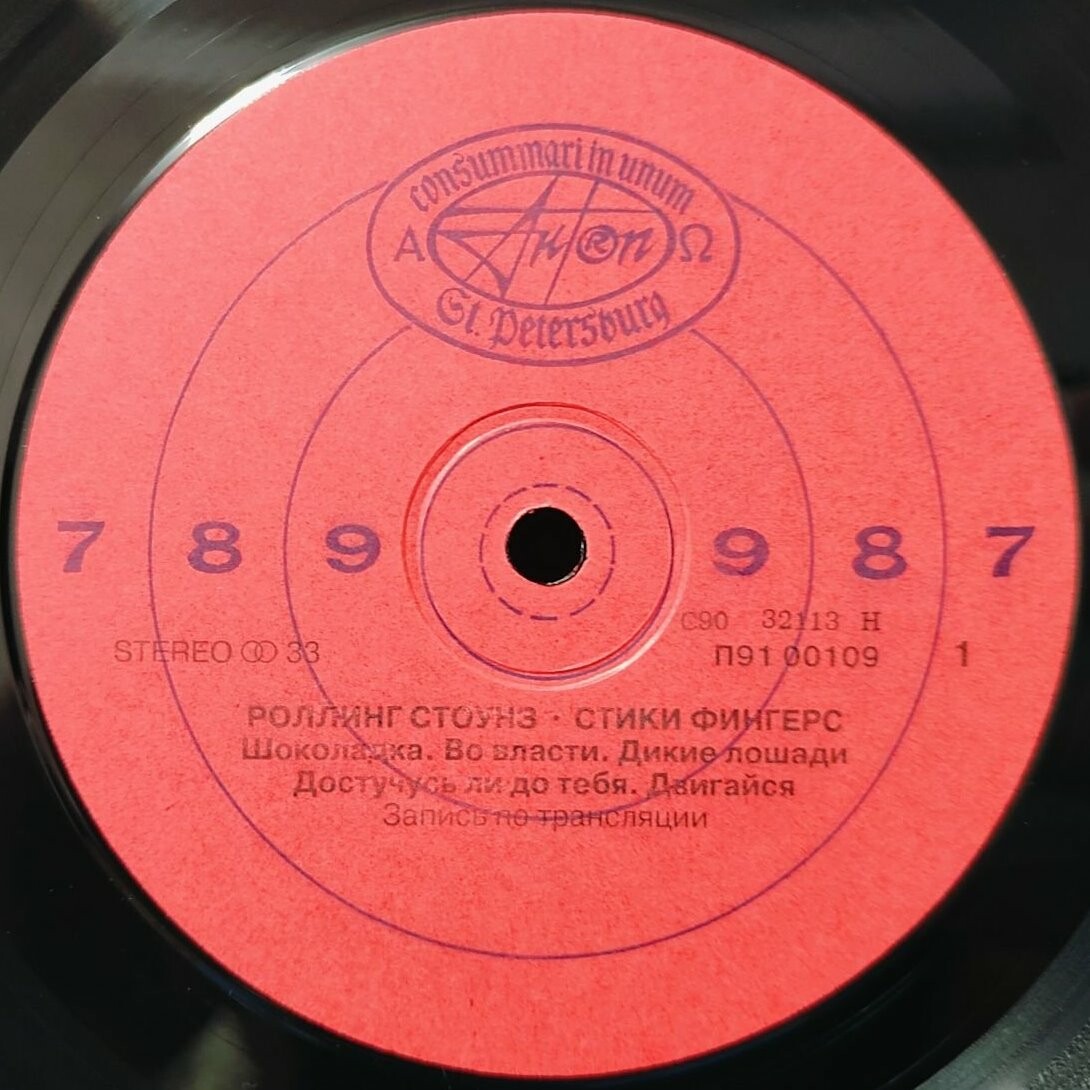 consummari in unum
Α АнтRоп Ω
St. Petersburg
7 8 9 9 8 7
С90 32113 Н
STEREO 33 П91 00109 1
РОЛЛИНГ СТОУНЗ · СТИКИ ФИНГЕРС
Шоколадка. Во власти. Дикие лошади
Достучусь ли до тебя. Двигайся
Запись по трансляции